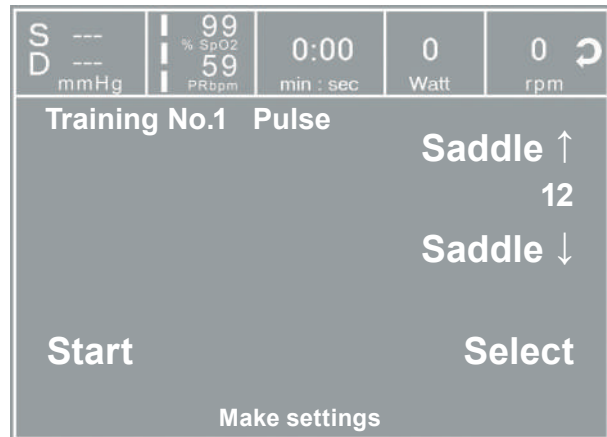 S ---
D ---
mmHg
99
% SpO2
59
PRbpm
0:00
min : sec
0
Watt
0
rpm
Training No.1 Pulse
Saddle ↑
12
Saddle ↓
Start
Select
Make settings